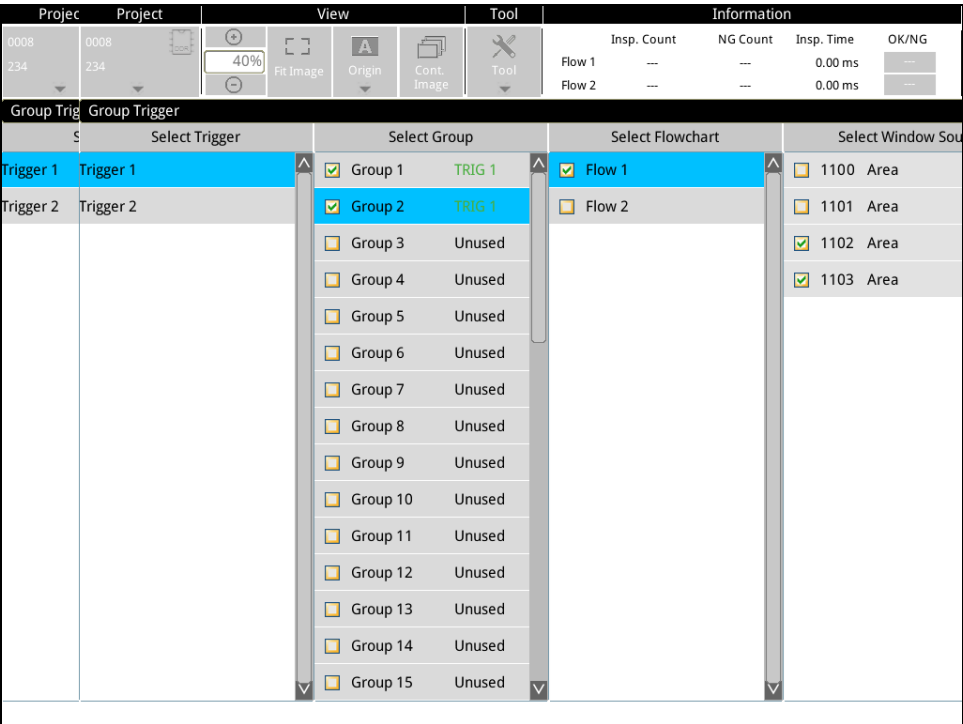 Projec Project View Tool Information
Insp. Count NG Count Insp. Time OK/NG
0008 0008
40%
234 234
Fit Image Origin Cont. Image Tool
Flow 1 --- --- 0.00 ms ---
Flow 2 --- --- 0.00 ms ---
Group Trig Group Trigger
S Select Trigger Select Group Select Flowchart Select Window Sou
Trigger 1 Trigger 1 Group 1 TRIG 1 Flow 1 1100 Area
Trigger 2 Trigger 2 Group 2 TRIG 1 Flow 2 1101 Area
Group 3 Unused 1102 Area
Group 4 Unused 1103 Area
Group 5 Unused
Group 6 Unused
Group 7 Unused
Group 8 Unused
Group 9 Unused
Group 10 Unused
Group 11 Unused
Group 12 Unused
Group 13 Unused
Group 14 Unused
Group 15 Unused